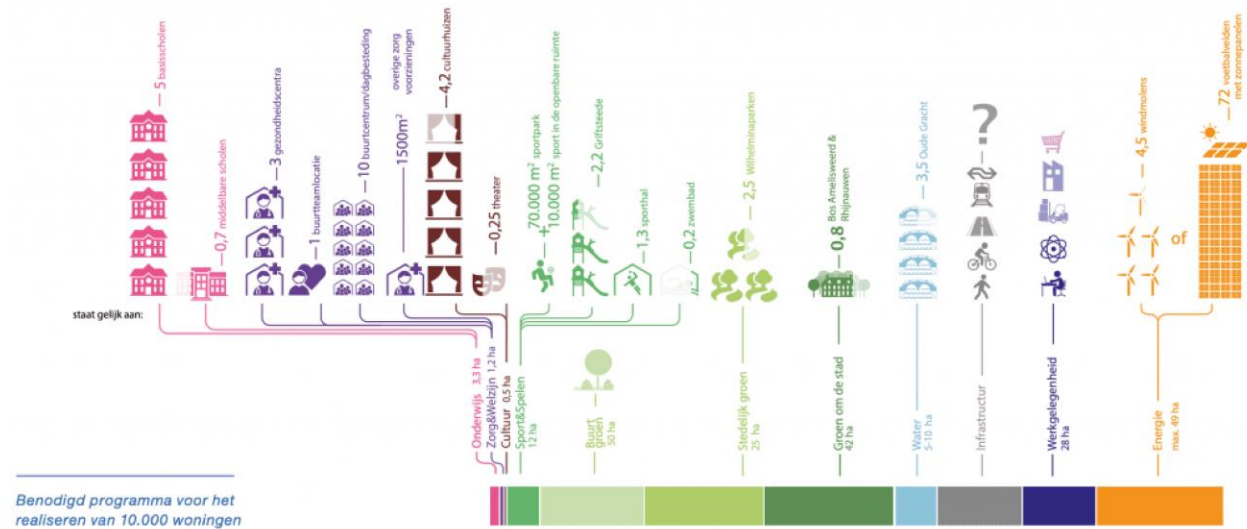 5 basisscholen
0,7 middelbare scholen
3 gezondheidscentra
1 buurtteamlocatie
10 buurtcentrum/dagbesteding
overige zorg
voorzieningen
1500m²
4,2 cultuurhuizen
0,25 theater
70.000 m² sportpark
+
10.000 m² sport in de openbare ruimte
2,2 Griftsteede
1,3 sporthal
0,2 zwembad
2,5 Wilhelminaparken
0,8 Bos Amelisweerd &
Rhijnauwen
3,5 Oude Gracht
?
4,5 windmolens
of
72 voetbalvelden
met zonnepanelen
staat gelijk aan:
Onderwijs 3,3 ha
Zorg&Welzijn 1,2 ha
Cultuur 0,5 ha
Sport&Spelen
12 ha
Buurt
groen
50 ha
Stedelijk groen
25 ha
Groen om de stad
42 ha
Water
5-10 ha
Infrastructur
Werkgelegenheid
28 ha
Energie
max. 49 ha
Benodigd programma voor het
realiseren van 10.000 woningen